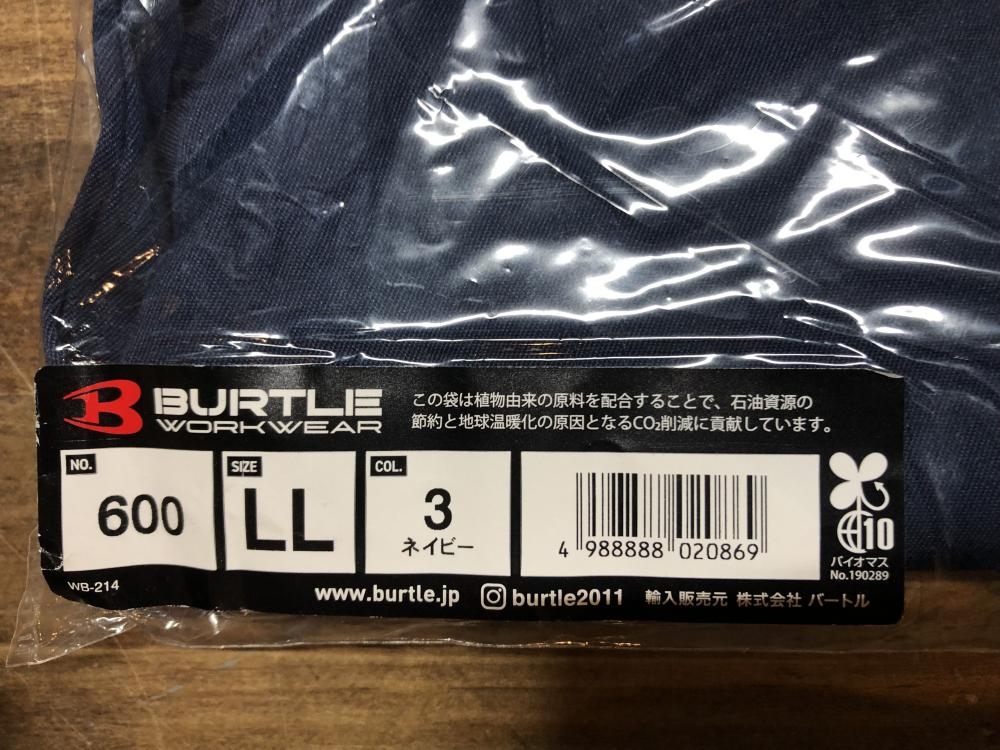 BURTLE
WORKWEAR
この袋は植物由来の原料を配合することで、石油資源の
節約と地球温暖化の原因となるCO₂削減に貢献しています。
NO.
600
SIZE
LL
COL.
3
ネイビー
4 988888 020869
10
バイオマス
No.190289
WB-214
www.burtle.jp burtle2011 輸入販売元 株式会社 バートル